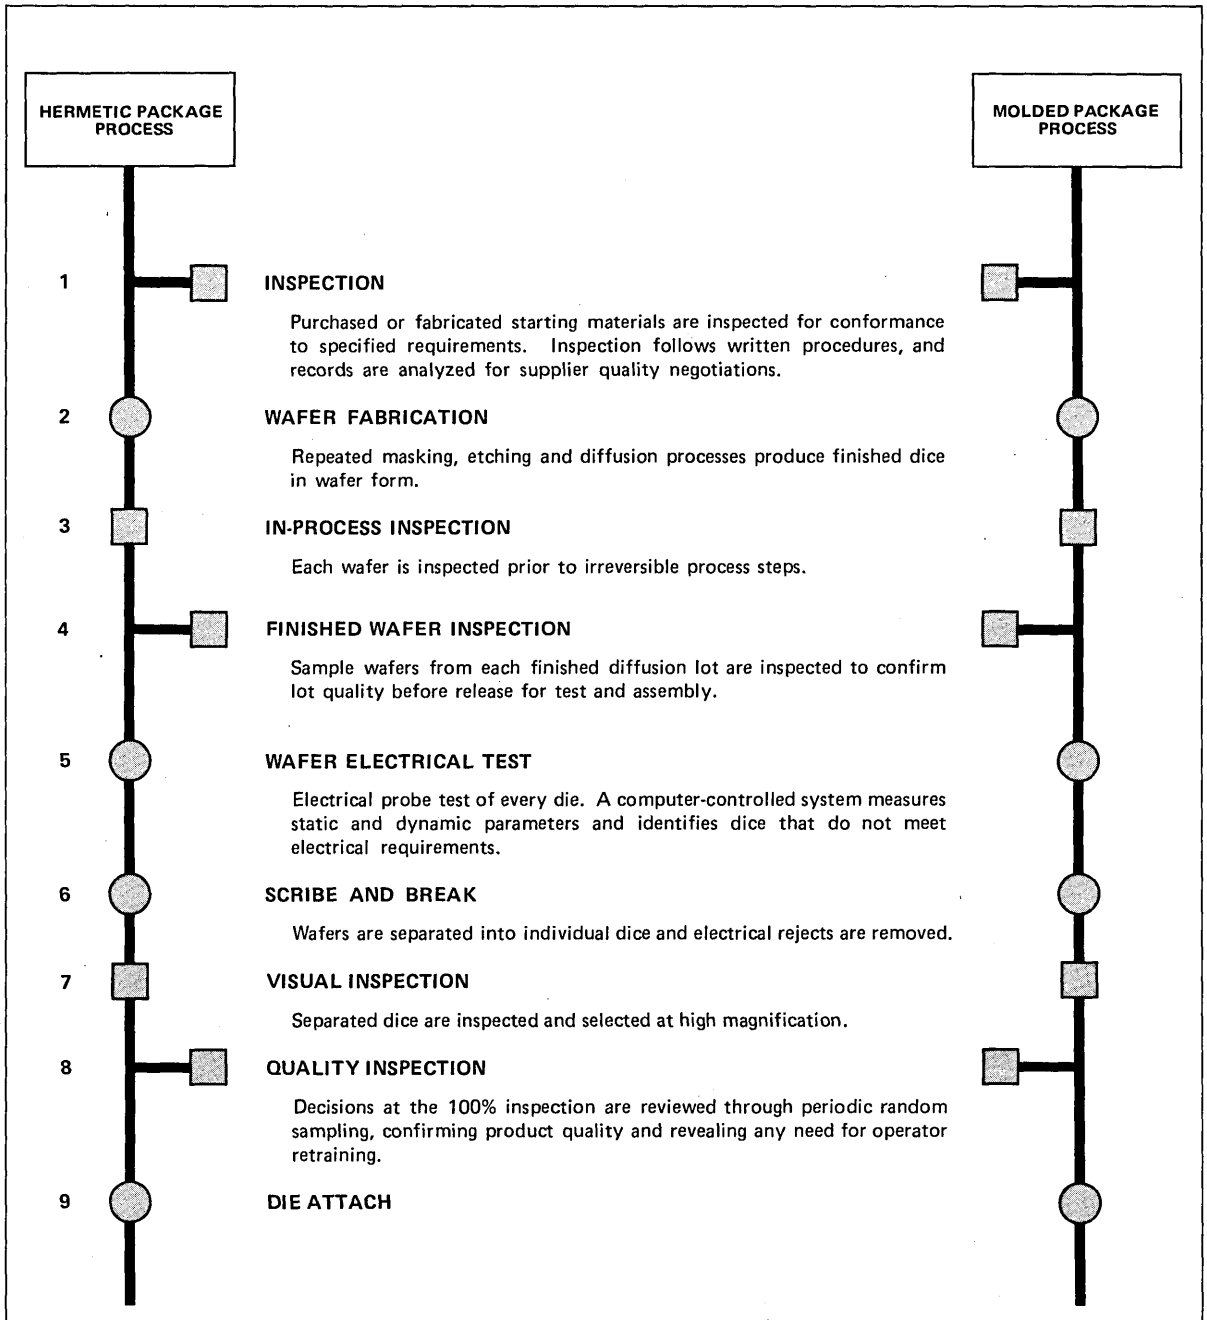 HERMETIC PACKAGE
PROCESS
MOLDED PACKAGE
PROCESS
1 INSPECTION
Purchased or fabricated starting materials are inspected for conformance
to specified requirements. Inspection follows written procedures, and
records are analyzed for supplier quality negotiations.
2 WAFER FABRICATION
Repeated masking, etching and diffusion processes produce finished dice
in wafer form.
3 IN-PROCESS INSPECTION
Each wafer is inspected prior to irreversible process steps.
4 FINISHED WAFER INSPECTION
Sample wafers from each finished diffusion lot are inspected to confirm
lot quality before release for test and assembly.
5 WAFER ELECTRICAL TEST
Electrical probe test of every die. A computer-controlled system measures
static and dynamic parameters and identifies dice that do not meet
electrical requirements.
6 SCRIBE AND BREAK
Wafers are separated into individual dice and electrical rejects are removed.
7 VISUAL INSPECTION
Separated dice are inspected and selected at high magnification.
8 QUALITY INSPECTION
Decisions at the 100% inspection are reviewed through periodic random
sampling, confirming product quality and revealing any need for operator
retraining.
9 DIE ATTACH